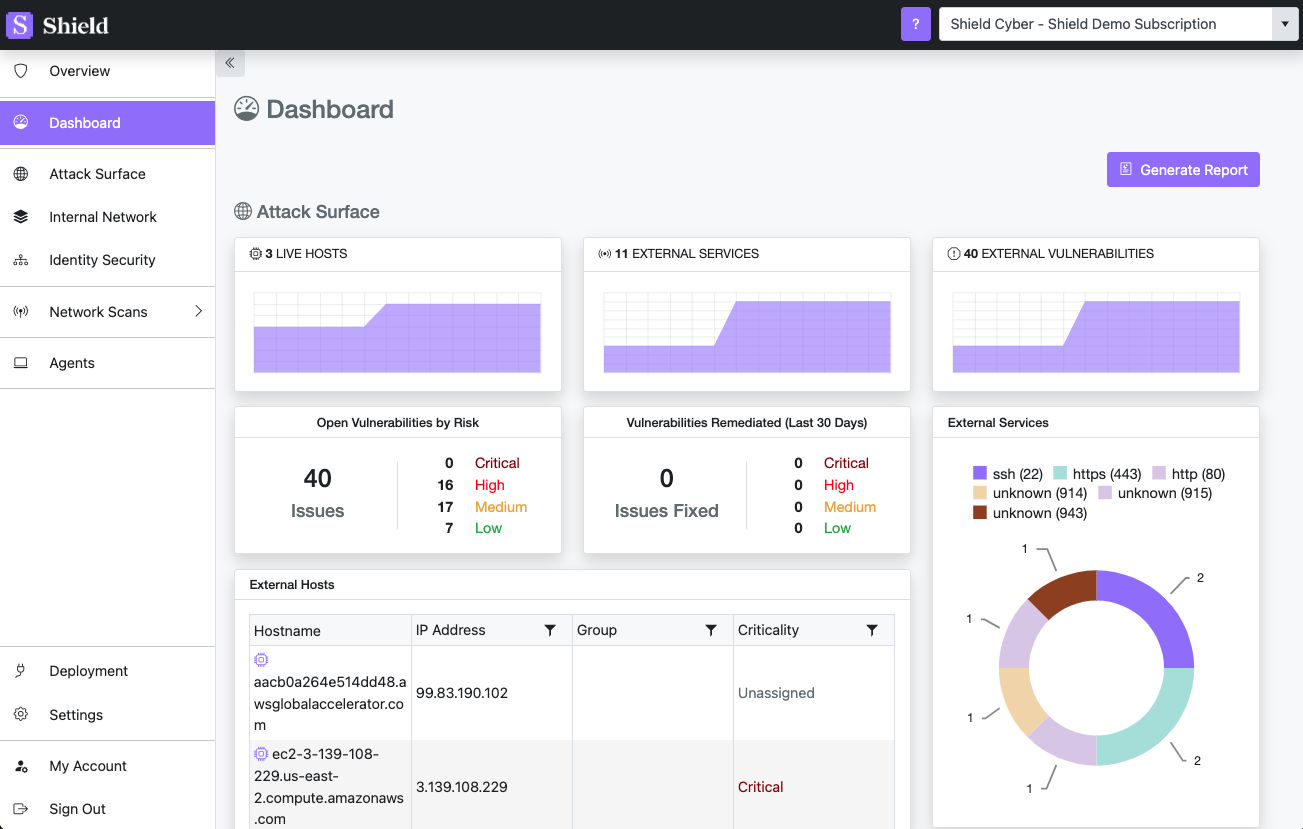 S Shield
?
Shield Cyber - Shield Demo Subscription
Overview
Dashboard
Attack Surface
Internal Network
Identity Security
Network Scans
Agents
Deployment
Settings
My Account
Sign Out
Dashboard
Generate Report
Attack Surface
3 LIVE HOSTS
11 EXTERNAL SERVICES
40 EXTERNAL VULNERABILITIES
Open Vulnerabilities by Risk
40
Issues
0 Critical
16 High
17 Medium
7 Low
Vulnerabilities Remediated (Last 30 Days)
0
Issues Fixed
0 Critical
0 High
0 Medium
0 Low
External Services
ssh (22) https (443) http (80)
unknown (914) unknown (915)
unknown (943)
1
2
1
1
2
1
External Hosts
Hostname IP Address Group Criticality
aacb0a264e514dd48.a
wsglobalaccelerator.co
m
99.83.190.102
Unassigned
ec2-3-139-108-
229.us-east-
2.compute.amazonaws
.com
3.139.108.229
Critical